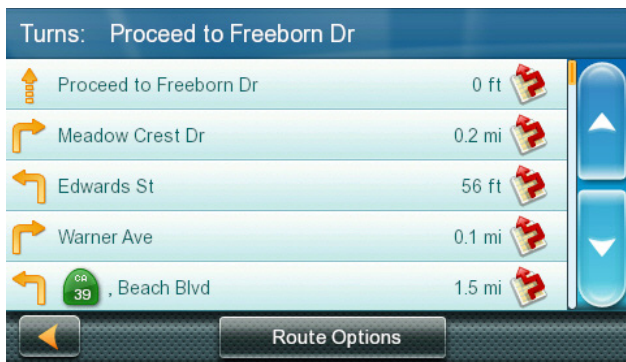 Turns: Proceed to Freeborn Dr
Proceed to Freeborn Dr 0 ft
Meadow Crest Dr 0.2 mi
Edwards St 56 ft
Warner Ave 0.1 mi
CA 39 , Beach Blvd 1.5 mi
Route Options